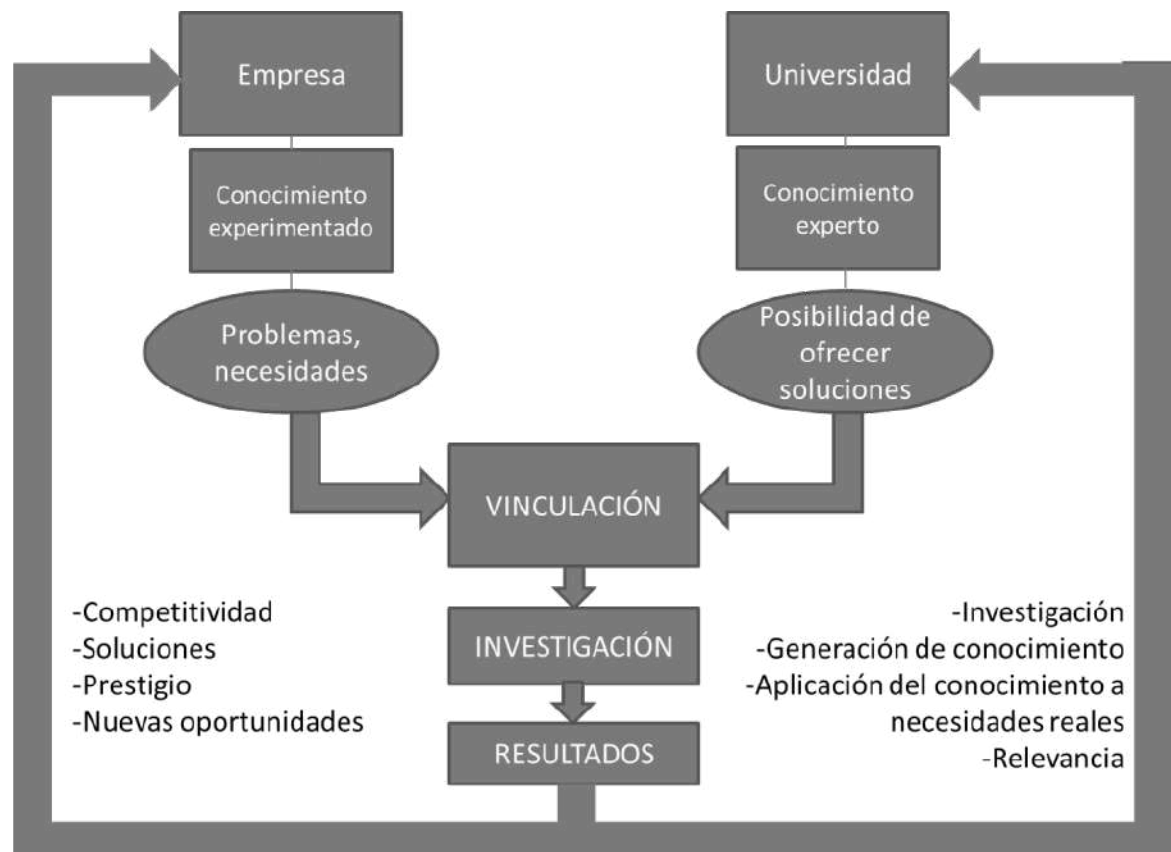 Empresa
Universidad
Conocimiento
experimentado
Conocimiento
experto
Problemas,
necesidades
Posibilidad de
ofrecer
soluciones
VINCULACIÓN
INVESTIGACIÓN
RESULTADOS
-Competitividad
-Soluciones
-Prestigio
-Nuevas oportunidades
-Investigación
-Generación de conocimiento
-Aplicación del conocimiento a
necesidades reales
-Relevancia